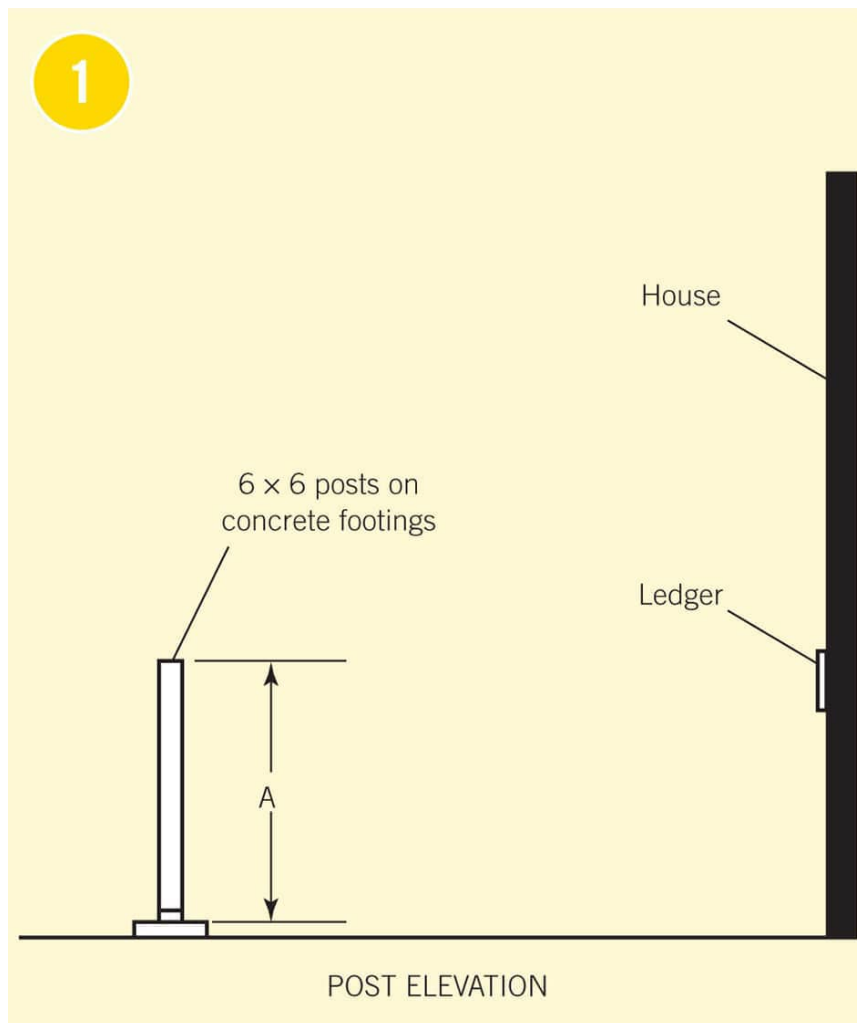 1
House
6 × 6 posts on
concrete footings
Ledger
A
POST ELEVATION